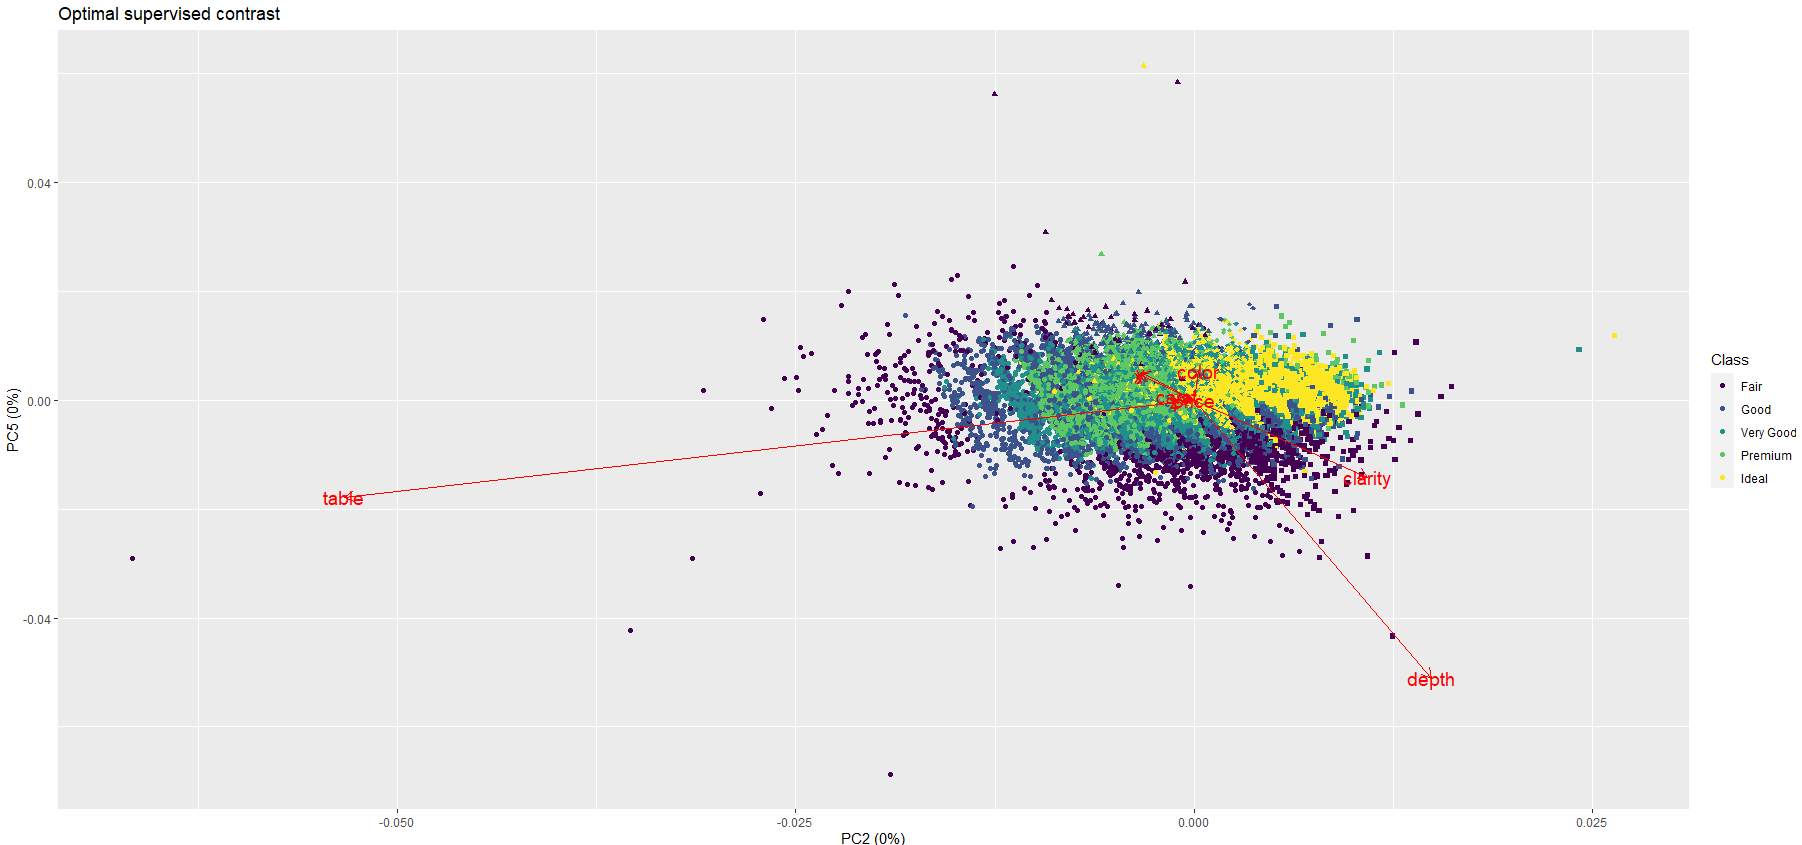 Optimal supervised contrast
0.04
0.00
-0.04
PC5 (0%)
color
clarity
table
depth
-0.050
-0.025
0.000
0.025
PC2 (0%)
Class
Fair
Good
Very Good
Premium
Ideal